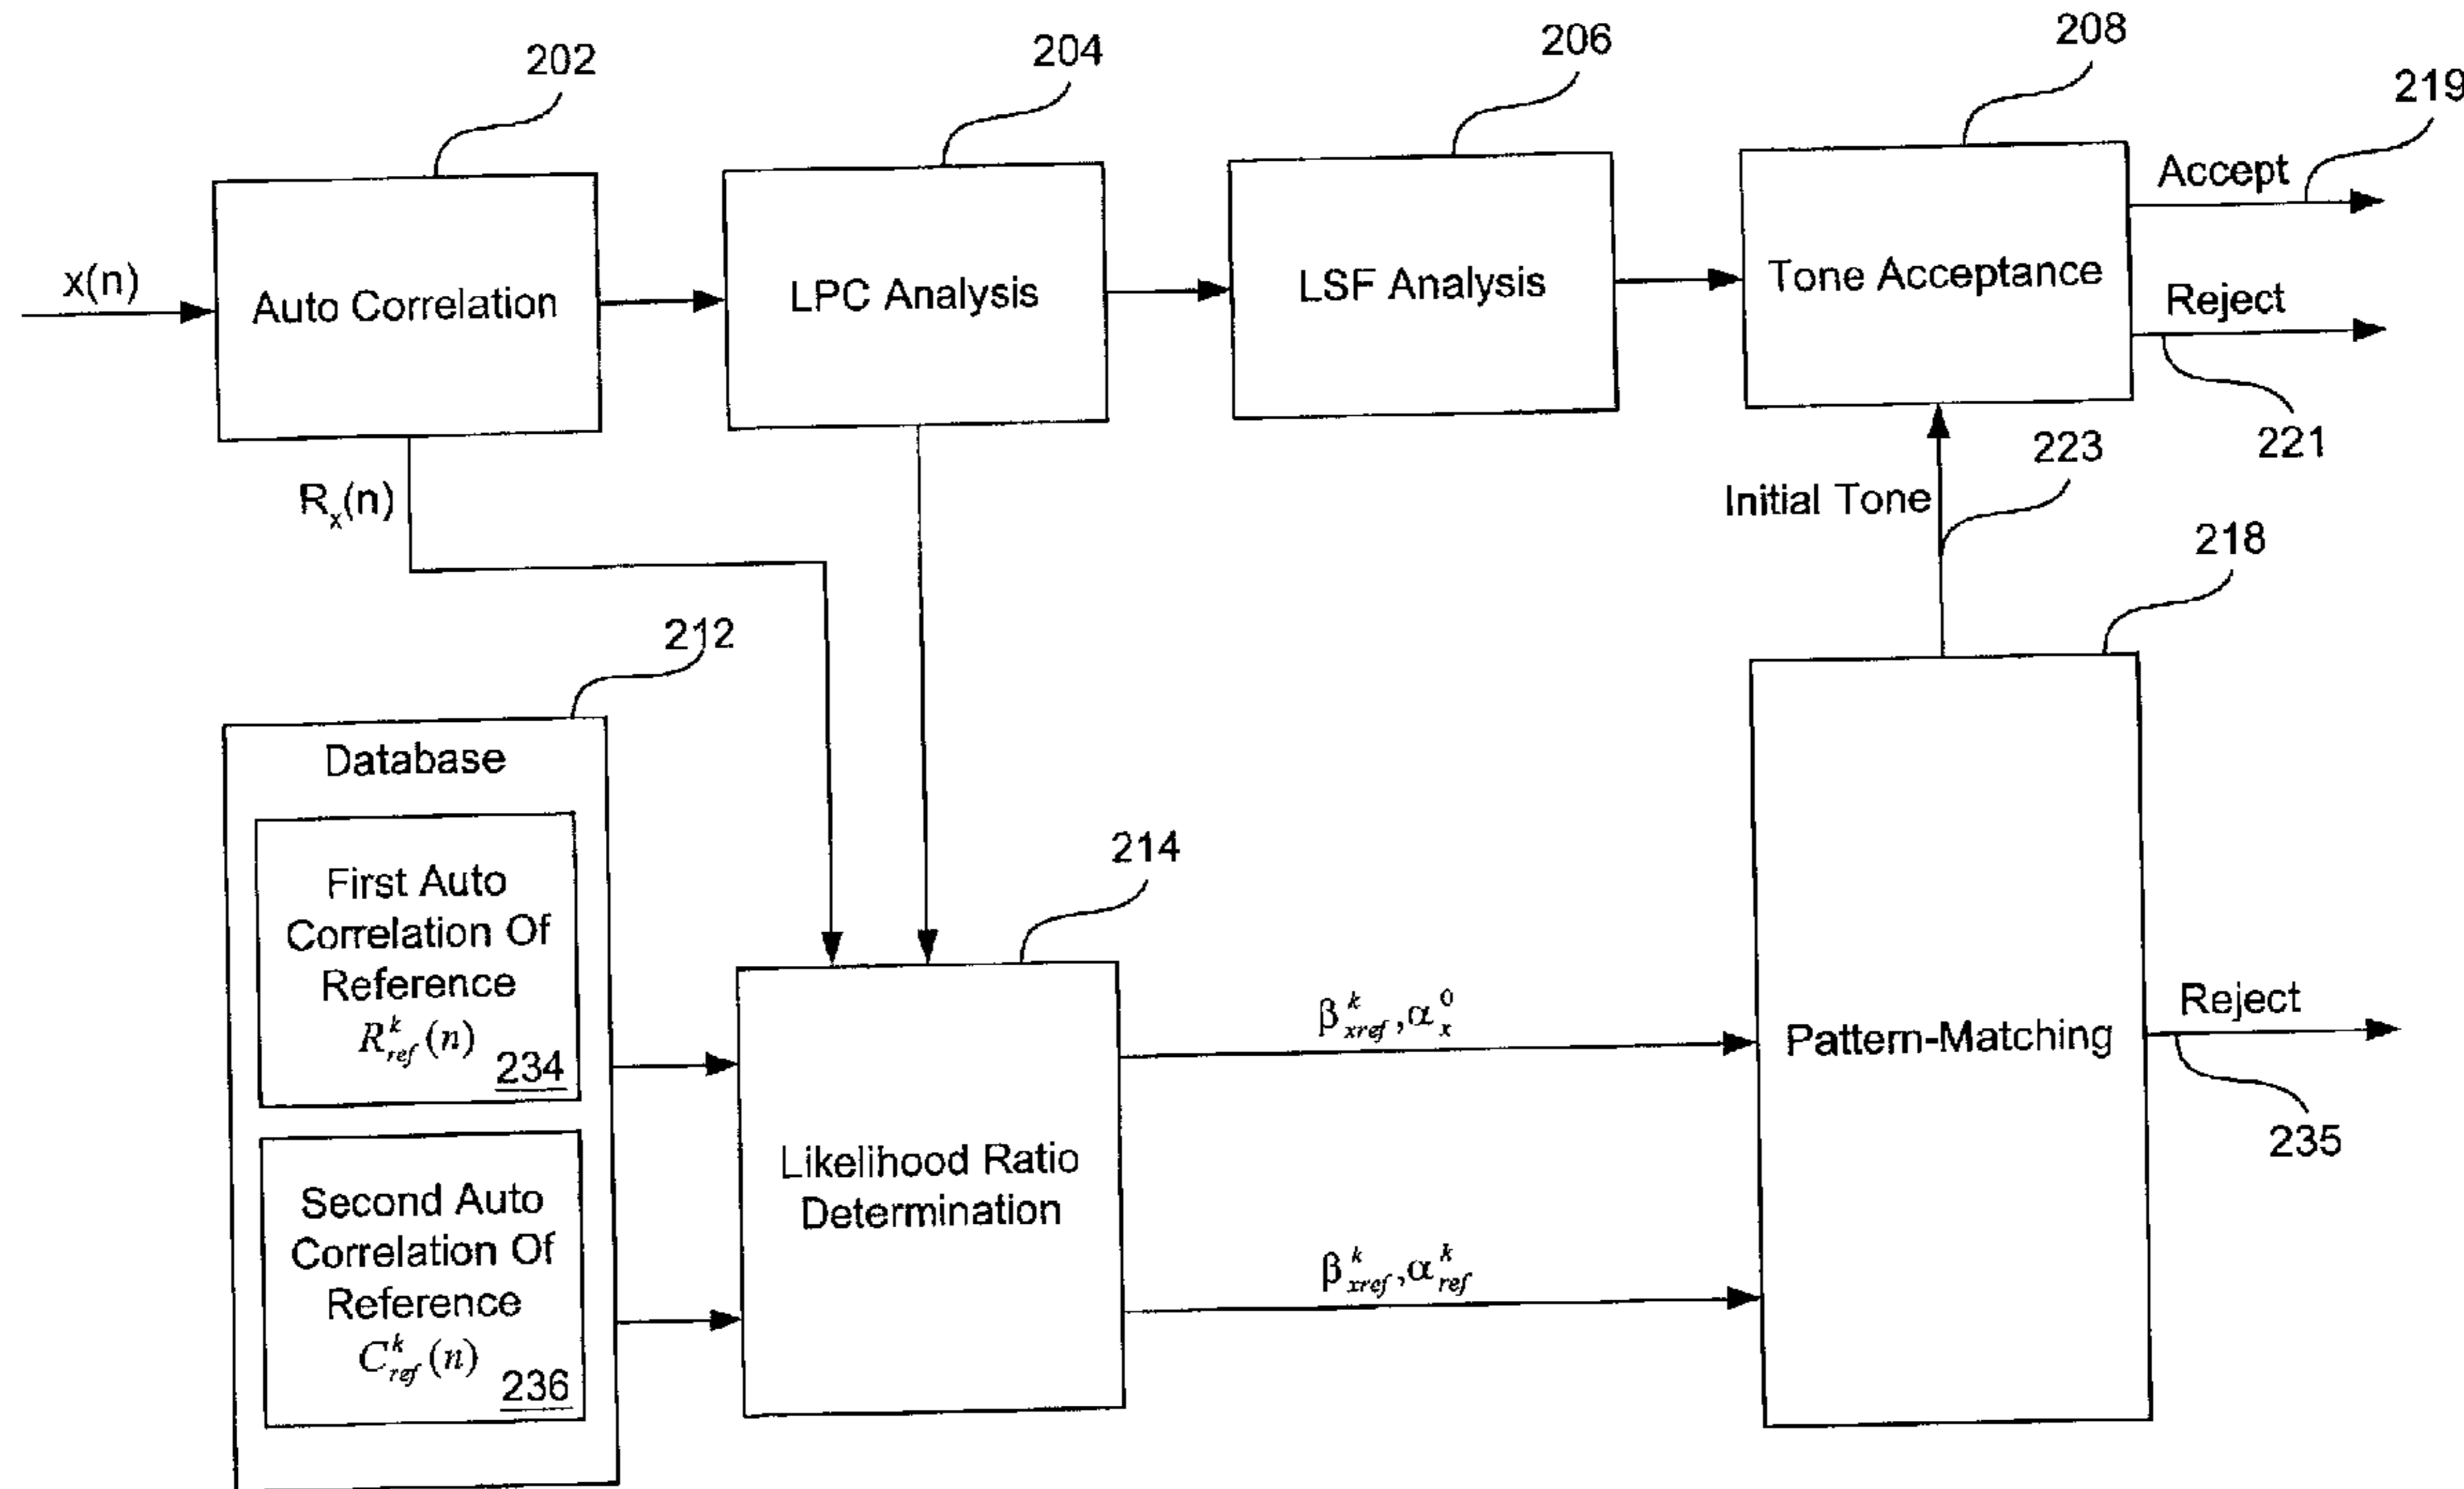 202
204
206
208
219
x(n)
Auto Correlation
LPC Analysis
LSF Analysis
Tone Acceptance
Accept
Reject
221
223
R_x(n)
Initial Tone
218
212
Database
First Auto
Correlation Of
Reference
R^k_ref(n)
234
Second Auto
Correlation Of
Reference
C^k_ref(n)
236
214
Likelihood Ratio
Determination
β^k_xref, α^0_x
β^k_xref, α^k_ref
Pattern-Matching
Reject
235